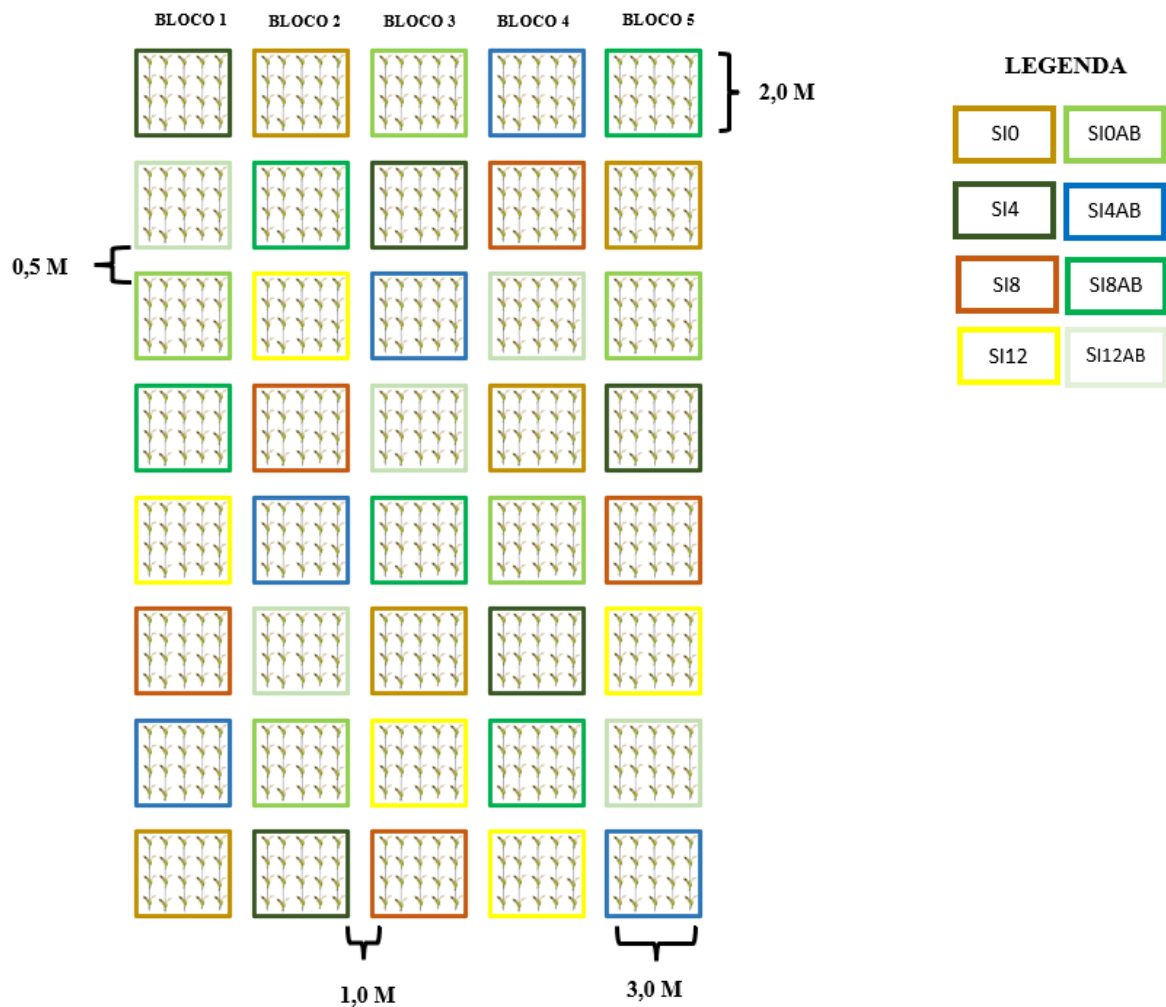 BLOCO 1 BLOCO 2 BLOCO 3 BLOCO 4 BLOCO 5
2,0 M
0,5 M
1,0 M
3,0 M
LEGENDA
SI0 SI0AB
SI4 SI4AB
SI8 SI8AB
SI12 SI12AB